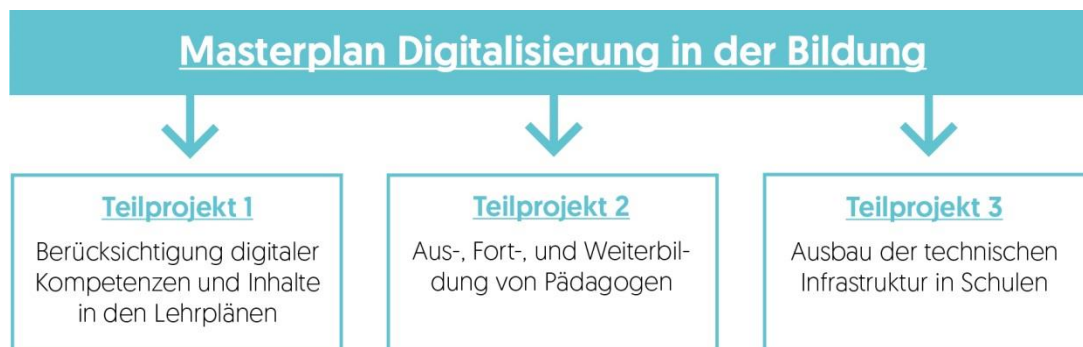 Masterplan Digitalisierung in der Bildung
Teilprojekt 1
Berücksichtigung digitaler
Kompetenzen und Inhalte
in den Lehrplänen
Teilprojekt 2
Aus-, Fort-, und Weiterbil-
dung von Pädagogen
Teilprojekt 3
Ausbau der technischen
Infrastruktur in Schulen